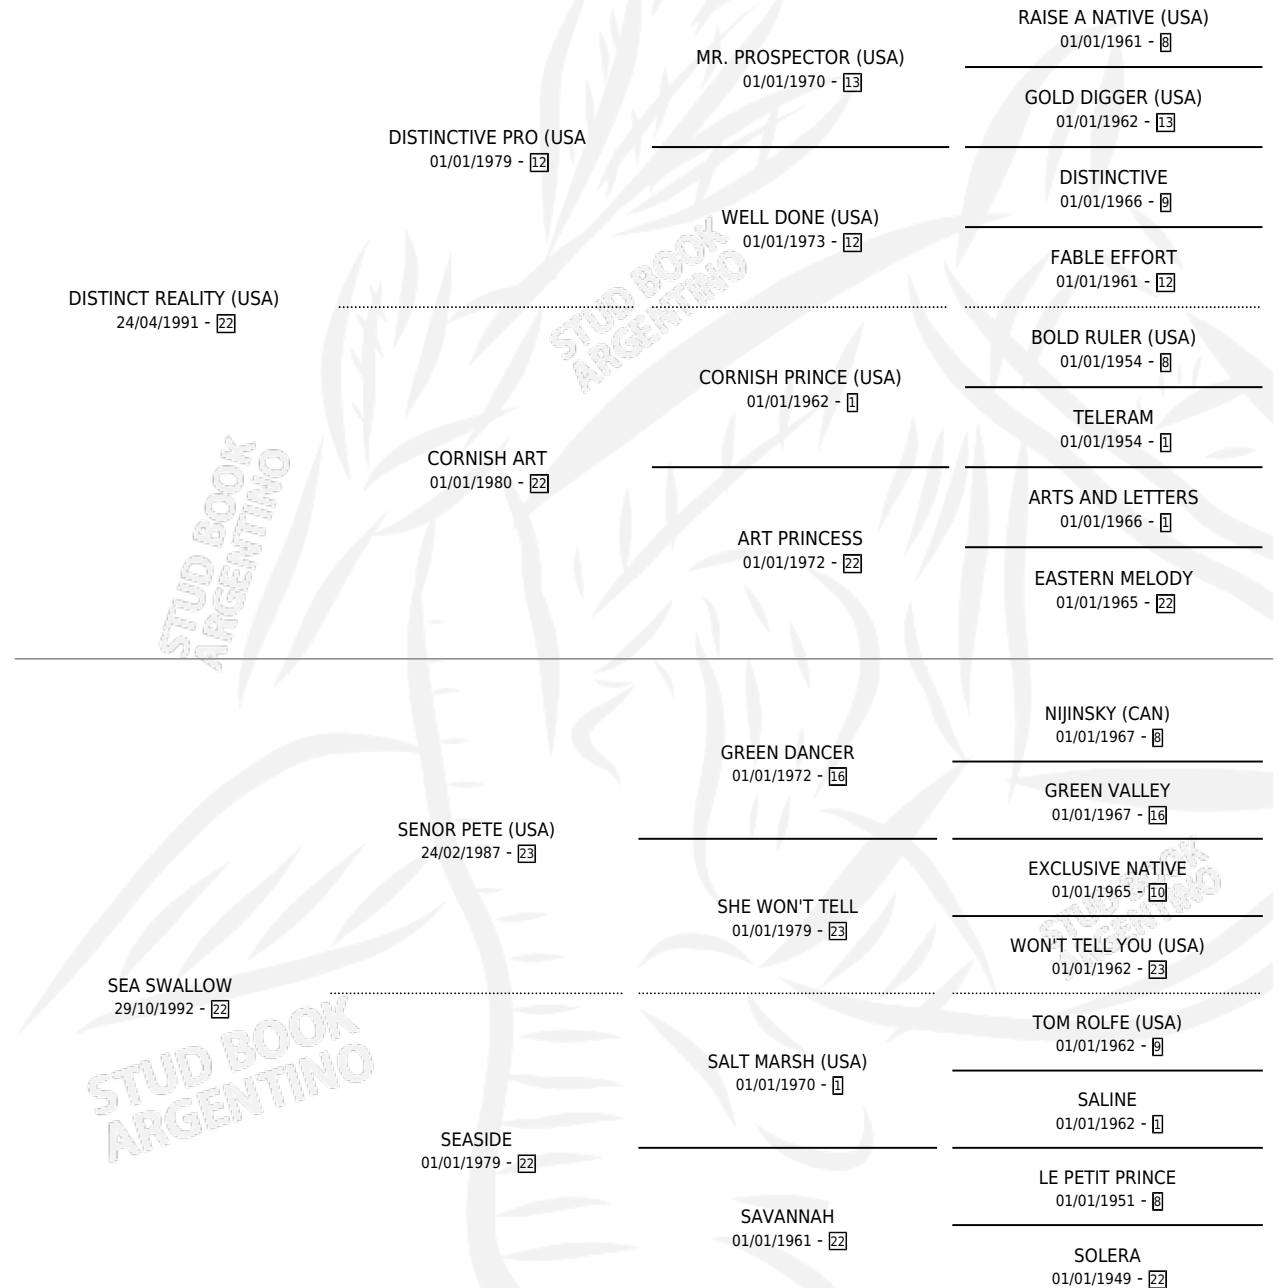 RAISE A NATIVE (USA)
01/01/1961 - 8
MR. PROSPECTOR (USA)
01/01/1970 - 13
GOLD DIGGER (USA)
01/01/1962 - 13
DISTINCTIVE PRO (USA
01/01/1979 - 12
DISTINCTIVE
01/01/1966 - 9
WELL DONE (USA)
01/01/1973 - 12
FABLE EFFORT
01/01/1961 - 12
DISTINCT REALITY (USA)
24/04/1991 - 22
BOLD RULER (USA)
01/01/1954 - 8
CORNISH PRINCE (USA)
01/01/1962 - 1
TELERAM
01/01/1954 - 1
CORNISH ART
01/01/1980 - 22
ARTS AND LETTERS
01/01/1966 - 1
ART PRINCESS
01/01/1972 - 22
EASTERN MELODY
01/01/1965 - 22
STUD BOOK
ARGENTINO
STUD BOOK
ARGENTINO
NIJINSKY (CAN)
01/01/1967 - 8
GREEN DANCER
01/01/1972 - 16
GREEN VALLEY
01/01/1967 - 16
SENOR PETE (USA)
24/02/1987 - 23
EXCLUSIVE NATIVE
01/01/1965 - 10
SHE WON'T TELL
01/01/1979 - 23
WON'T TELL YOU (USA)
01/01/1962 - 23
SEA SWALLOW
29/10/1992 - 22
TOM ROLFE (USA)
01/01/1962 - 9
SALT MARSH (USA)
01/01/1970 - 1
SALINE
01/01/1962 - 1
SEASIDE
01/01/1979 - 22
LE PETIT PRINCE
01/01/1951 - 8
SAVANNAH
01/01/1961 - 22
SOLERA
01/01/1949 - 22
STUD BOOK
ARGENTINO
STUD BOOK
ARGENTINO